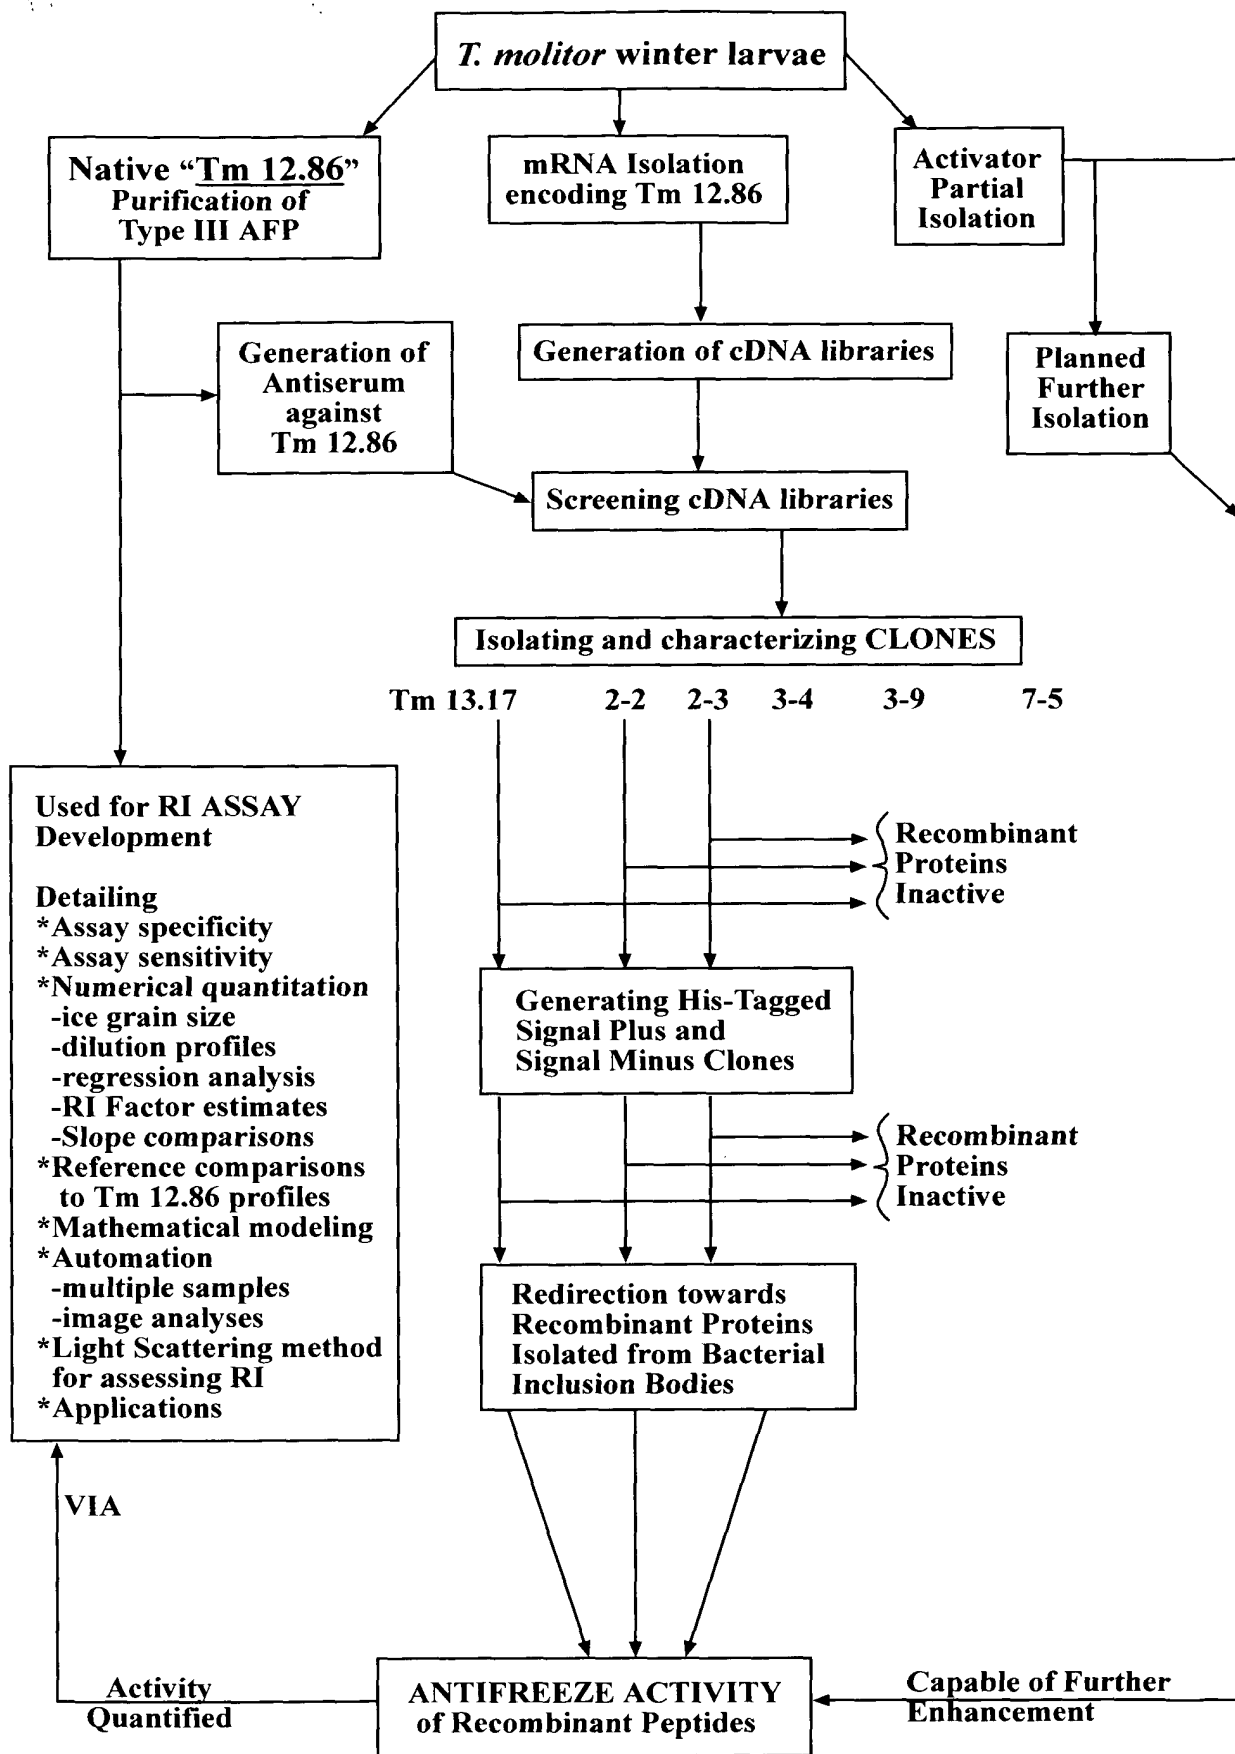 T. molitor winter larvae
Native “Tm 12.86”
Purification of
Type III AFP
mRNA Isolation
encoding Tm 12.86
Activator
Partial
Isolation
Generation of
Antiserum
against
Tm 12.86
Generation of cDNA libraries
Planned
Further
Isolation
Screening cDNA libraries
Isolating and characterizing CLONES
Tm 13.17 2-2 2-3 3-4 3-9 7-5
Used for RI ASSAY
Development
Detailing
*Assay specificity
*Assay sensitivity
*Numerical quantitation
-ice grain size
-dilution profiles
-regression analysis
-RI Factor estimates
-Slope comparisons
*Reference comparisons
to Tm 12.86 profiles
*Mathematical modeling
*Automation
-multiple samples
-image analyses
*Light Scattering method
for assessing RI
*Applications
Recombinant
Proteins
Inactive
Generating His-Tagged
Signal Plus and
Signal Minus Clones
Recombinant
Proteins
Inactive
Redirection towards
Recombinant Proteins
Isolated from Bacterial
Inclusion Bodies
VIA
Activity
Quantified
ANTIFREEZE ACTIVITY
of Recombinant Peptides
Capable of Further
Enhancement